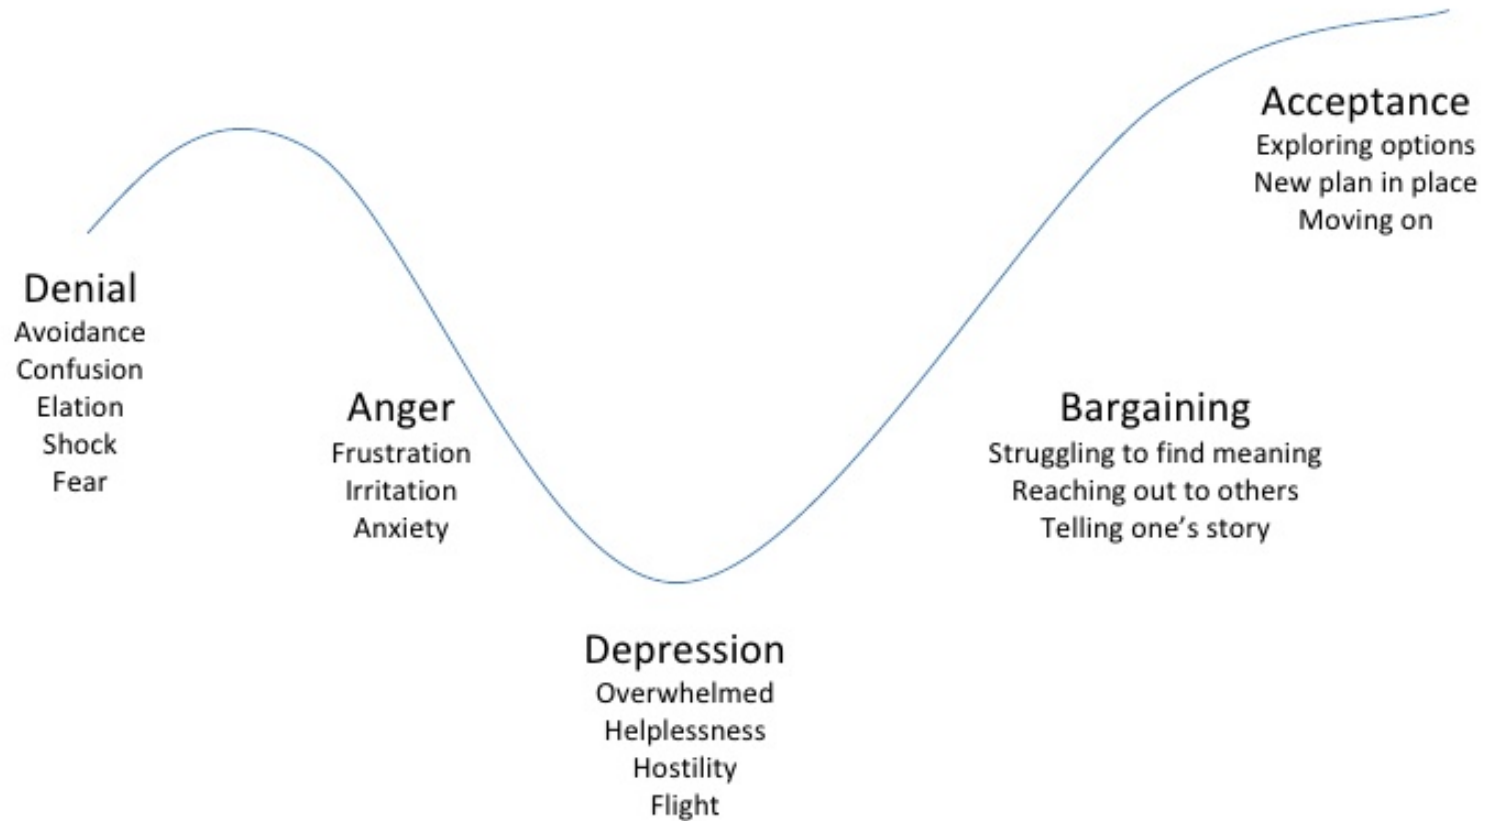 Denial
Avoidance
Confusion
Elation
Shock
Fear
Anger
Frustration
Irritation
Anxiety
Depression
Overwhelmed
Helplessness
Hostility
Flight
Bargaining
Struggling to find meaning
Reaching out to others
Telling one’s story
Acceptance
Exploring options
New plan in place
Moving on